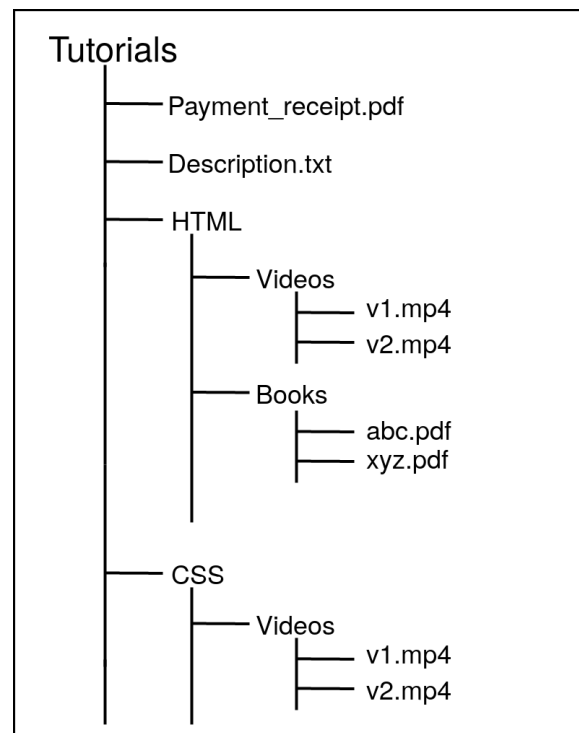 Tutorials
Payment_receipt.pdf
Description.txt
HTML
Videos
v1.mp4
v2.mp4
Books
abc.pdf
xyz.pdf
CSS
Videos
v1.mp4
v2.mp4